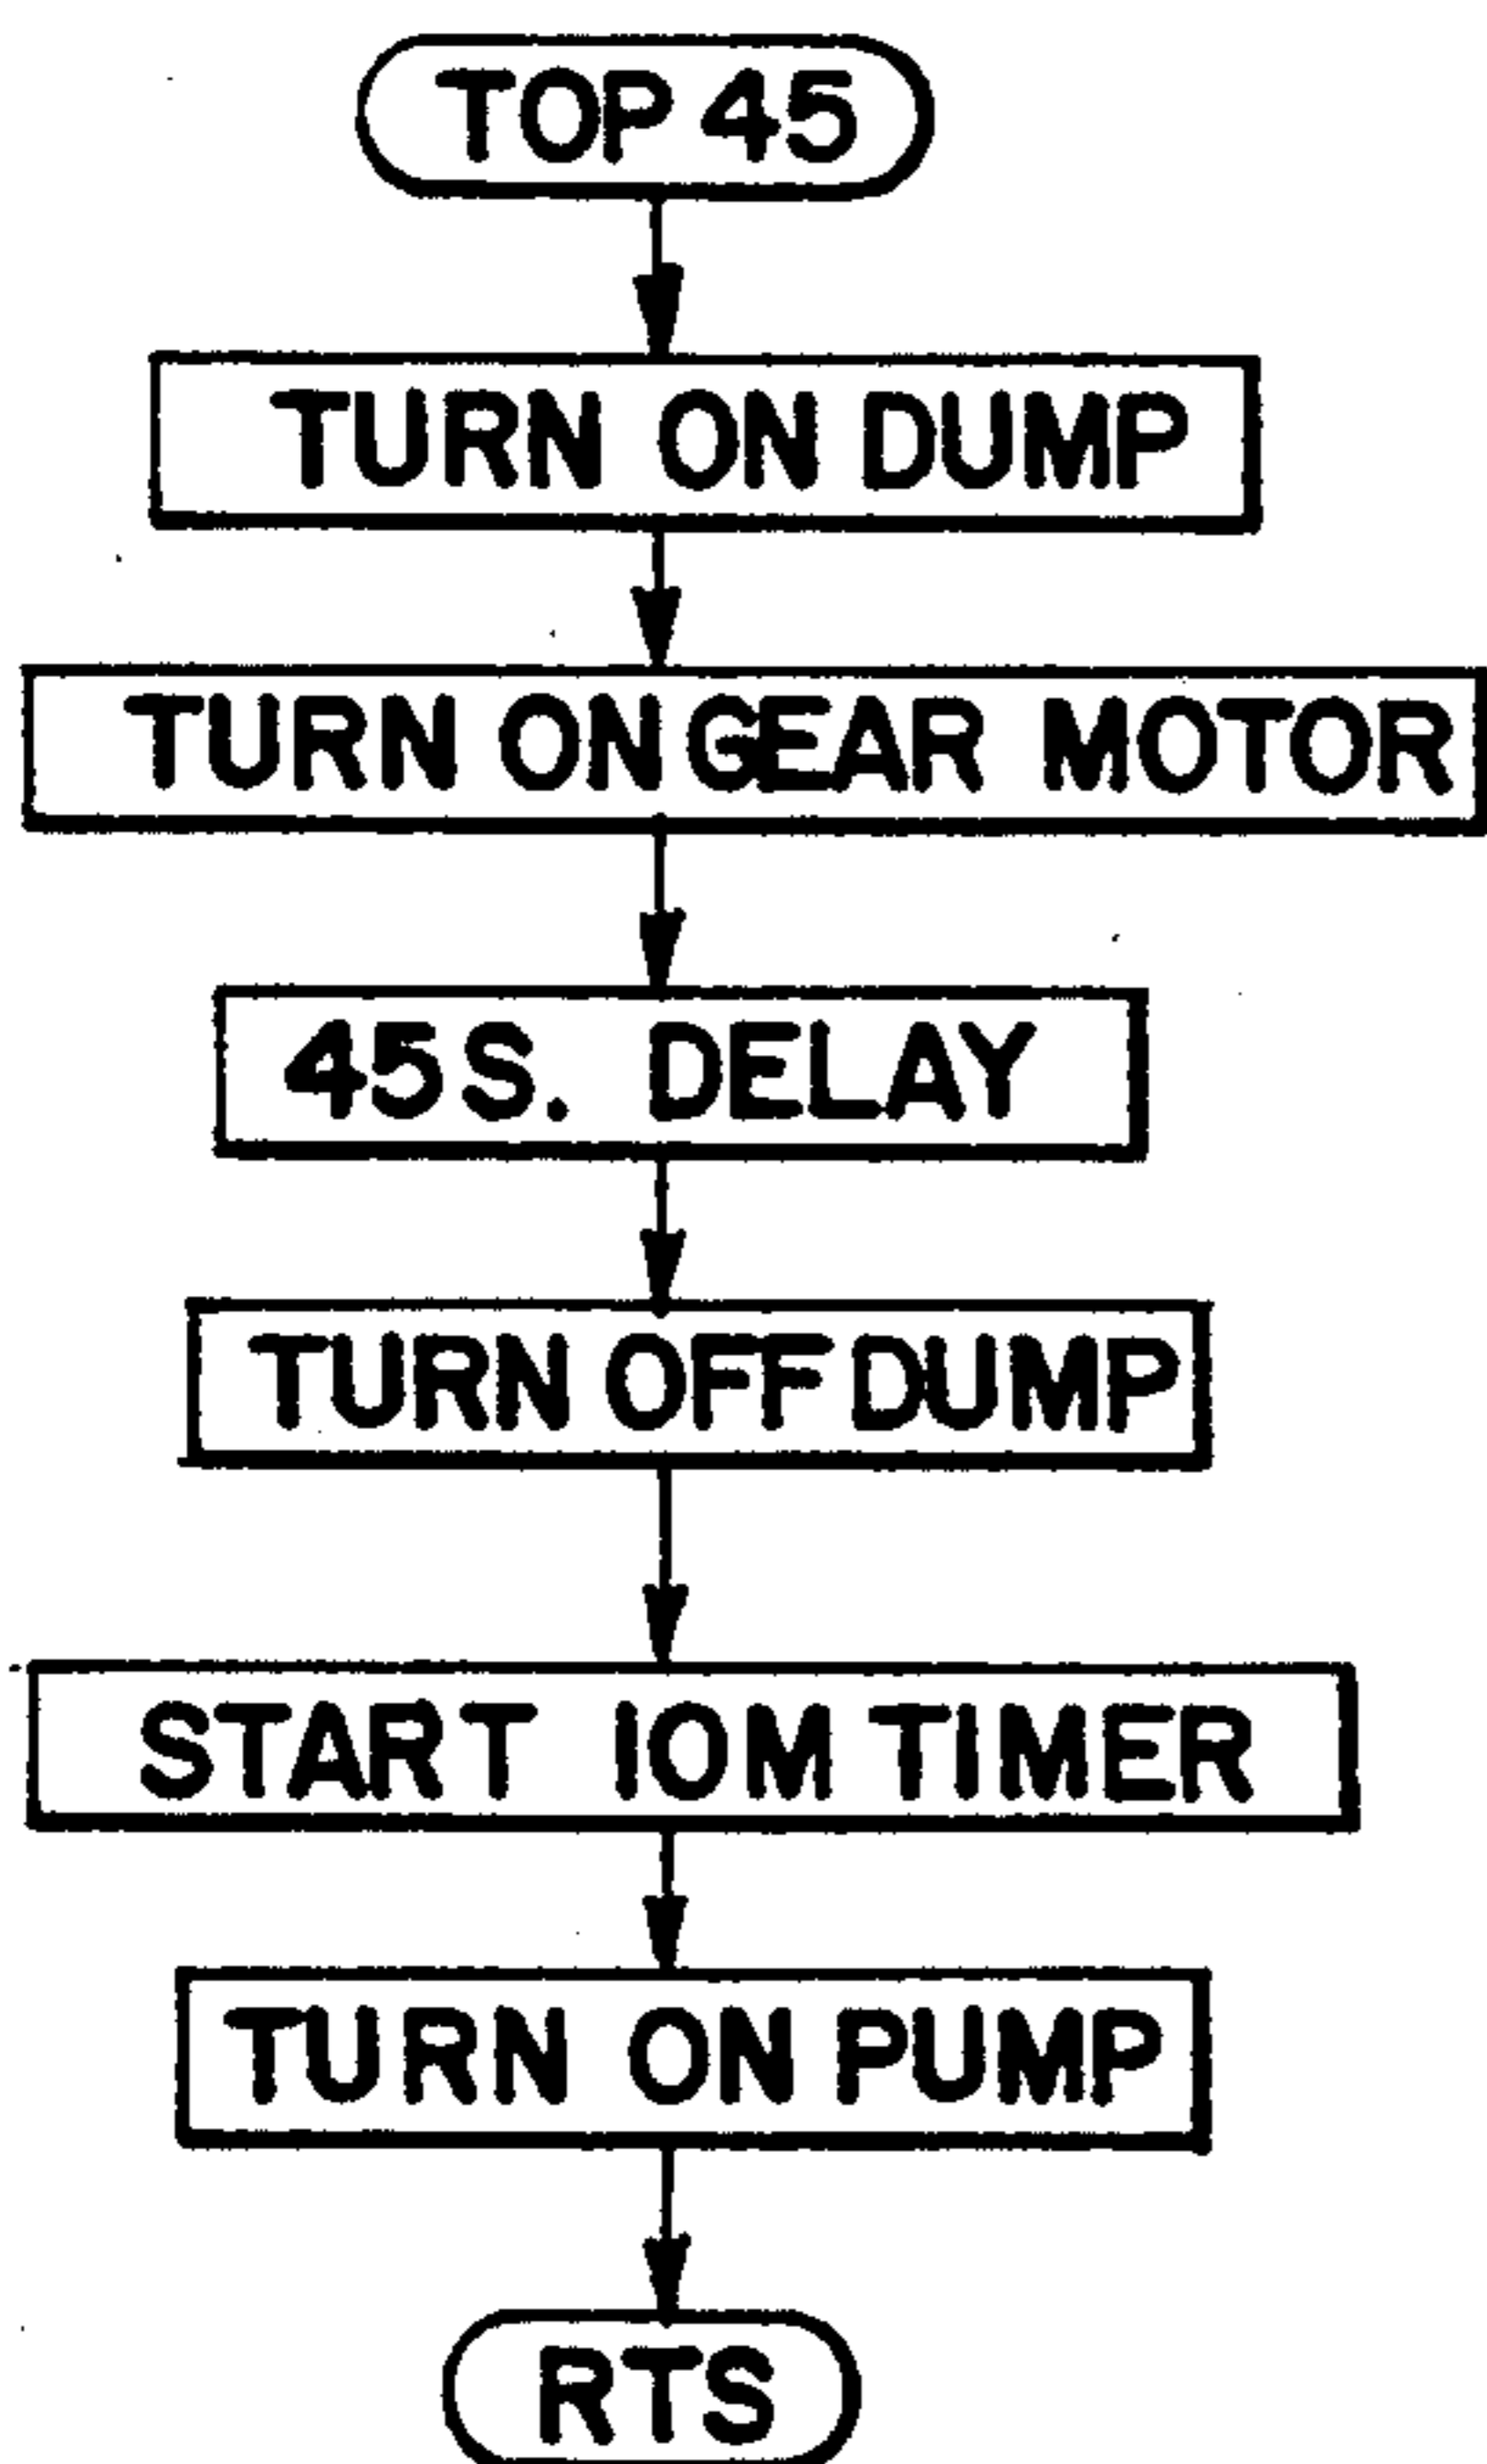 TOP 45
TURN ON DUMP
TURN ON GEAR MOTOR
45 S. DELAY
TURN OFF DUMP
START 10M TIMER
TURN ON PUMP
RTS